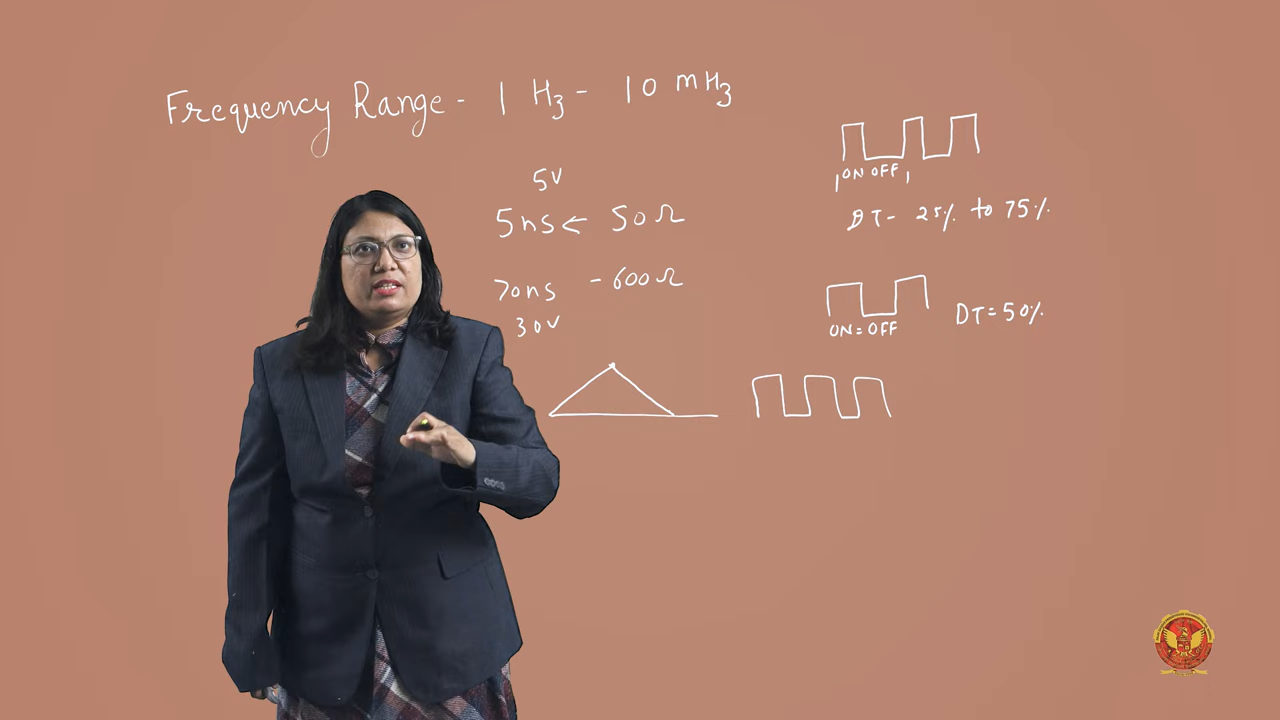 Frequency Range - 1 Hz - 10 mHz
5V
5ns ← 50Ω
70ns - 600Ω
30V
ON OFF
DT- 25% to 75%
ON = OFF
DT = 50%